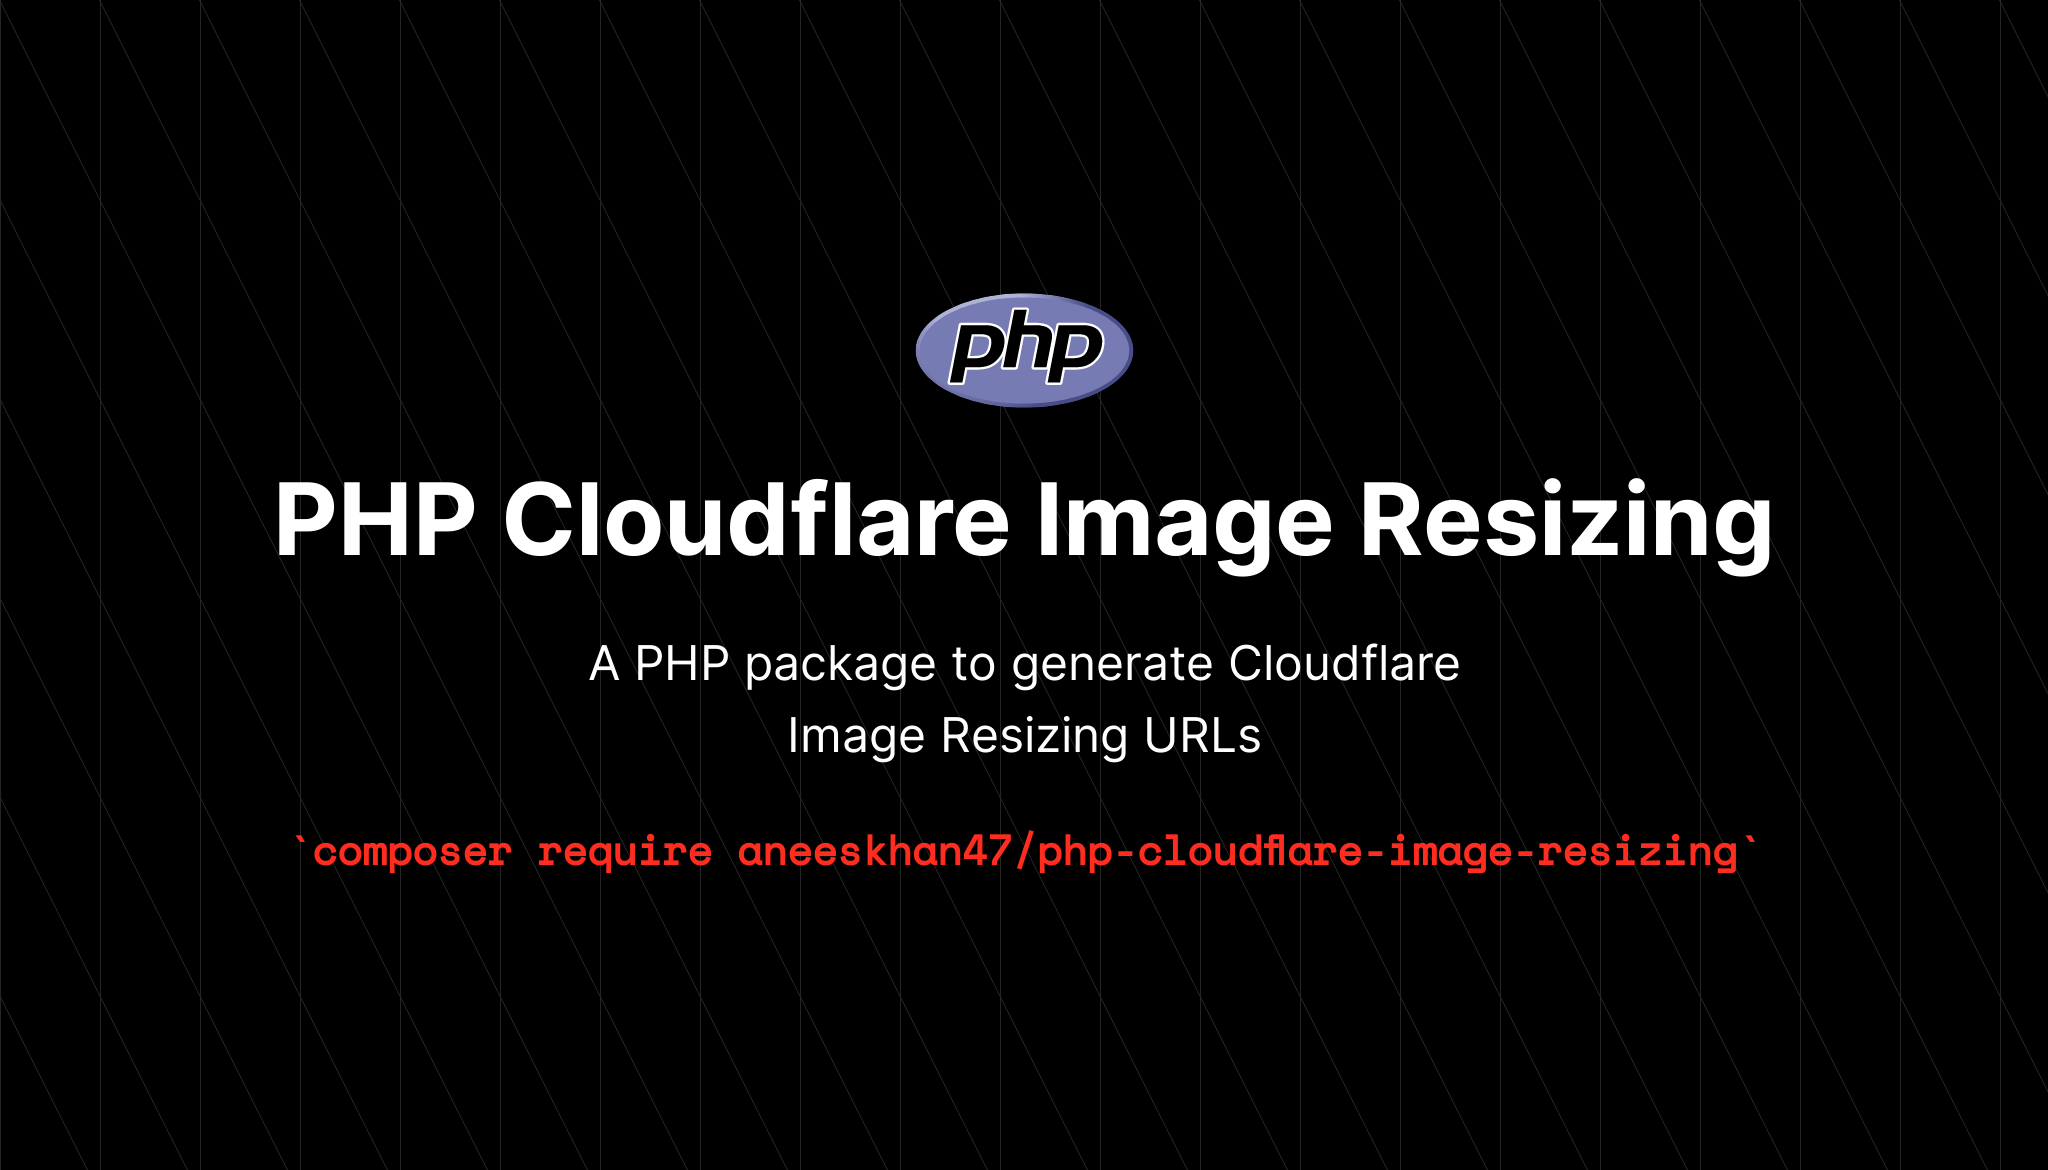 php
PHP Cloudflare Image Resizing
A PHP package to generate Cloudflare
Image Resizing URLs
`composer require aneeskhan47/php-cloudflare-image-resizing`